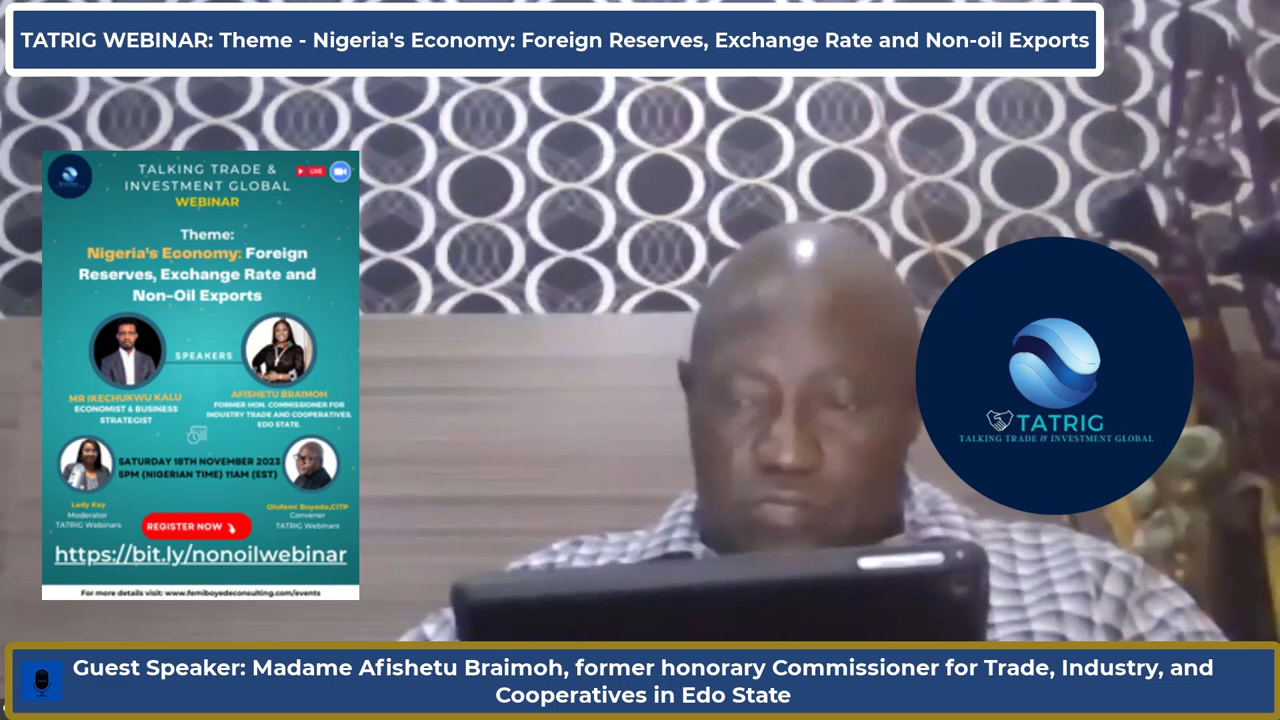 TATRIG WEBINAR: Theme - Nigeria's Economy: Foreign Reserves, Exchange Rate and Non-oil Exports
TALKING TRADE &
INVESTMENT GLOBAL
LIVE
WEBINAR
Theme:
Nigeria's Economy: Foreign
Reserves, Exchange Rate and
Non-Oil Exports
SPEAKERS
MR IKECHUKWU KALU
ECONOMIST & BUSINESS
STRATEGIST
AFISHETU BRAIMOH
FORMER HON. COMMISSIONER FOR
INDUSTRY TRADE AND COOPERATIVES,
EDO STATE.
SATURDAY 18TH NOVEMBER 2023
5PM (NIGERIAN TIME) 11AM (EST)
Lady Kay
Moderator
TATRIG Webinars
Olufemi Boyede,CITP
Convener
TATRIG Webinars
REGISTER NOW
https://bit.ly/nonoilwebinar
For more details visit: www.femiboyedeconsulting.com/events
TATRIG
TALKING TRADE & INVESTMENT GLOBAL
Guest Speaker: Madame Afishetu Braimoh, former honorary Commissioner for Trade, Industry, and
Cooperatives in Edo State